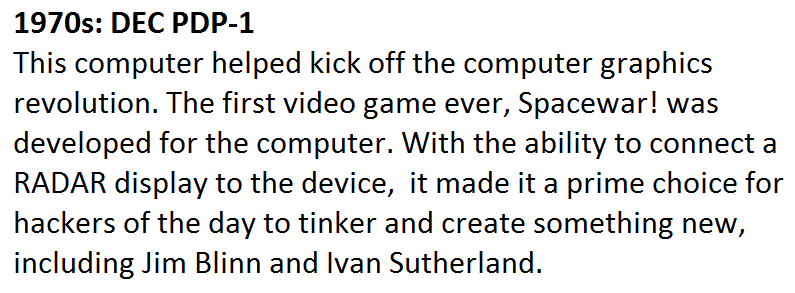 1970s: DEC PDP-1
This computer helped kick off the computer graphics
revolution. The first video game ever, Spacewar! was
developed for the computer. With the ability to connect a
RADAR display to the device,  it made it a prime choice for
hackers of the day to tinker and create something new,
including Jim Blinn and Ivan Sutherland.